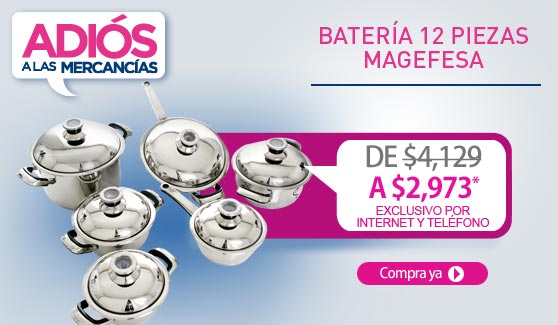 ADIÓS
A LAS MERCANCÍAS
BATERÍA 12 PIEZAS
MAGEFESA
DE $4,129
A $2,973*
EXCLUSIVO POR
INTERNET Y TELÉFONO
Compra ya